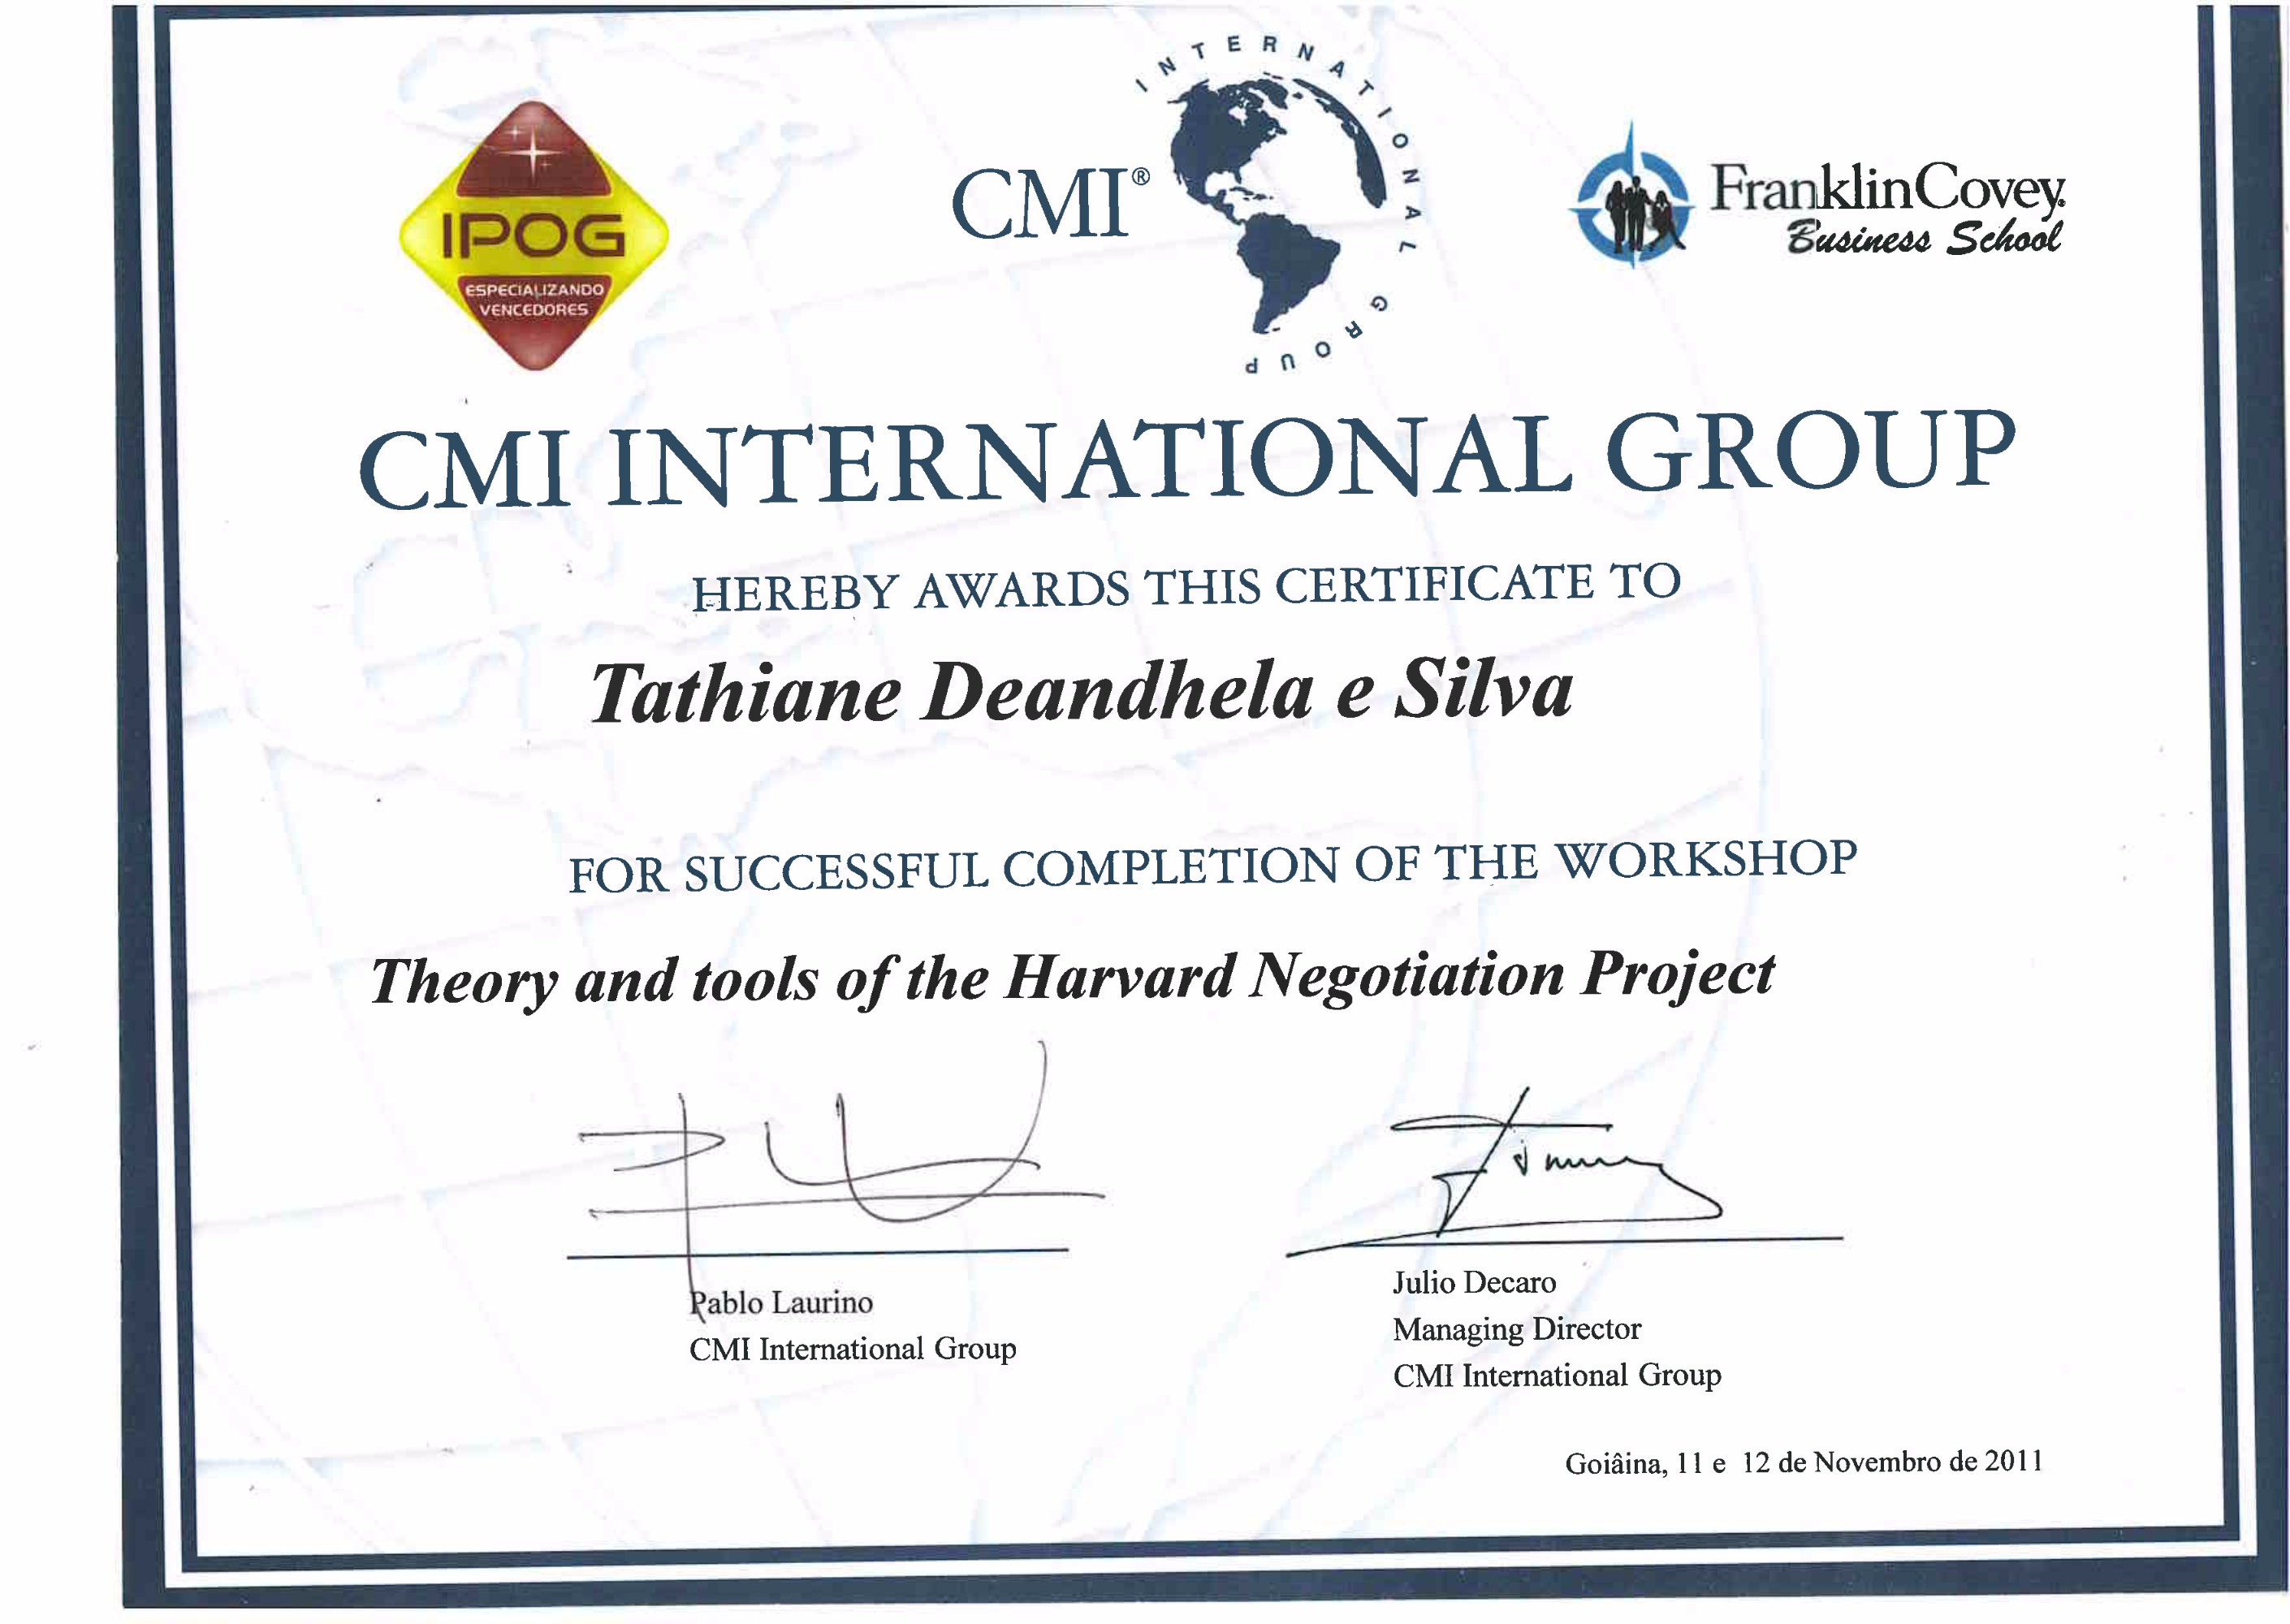 IPOG
ESPECIALIZANDO
VENCEDORES
CMI®
INTERNATIONAL GROUP
FranklinCovey.
Business School
CMI INTERNATIONAL GROUP
HEREBY AWARDS THIS CERTIFICATE TO
Tathiane Deandhela e Silva
FOR SUCCESSFUL COMPLETION OF THE WORKSHOP
Theory and tools of the Harvard Negotiation Project
Pablo Laurino
CMI International Group
Julio Decaro
Managing Director
CMI International Group
Goiâina, 11 e 12 de Novembro de 2011